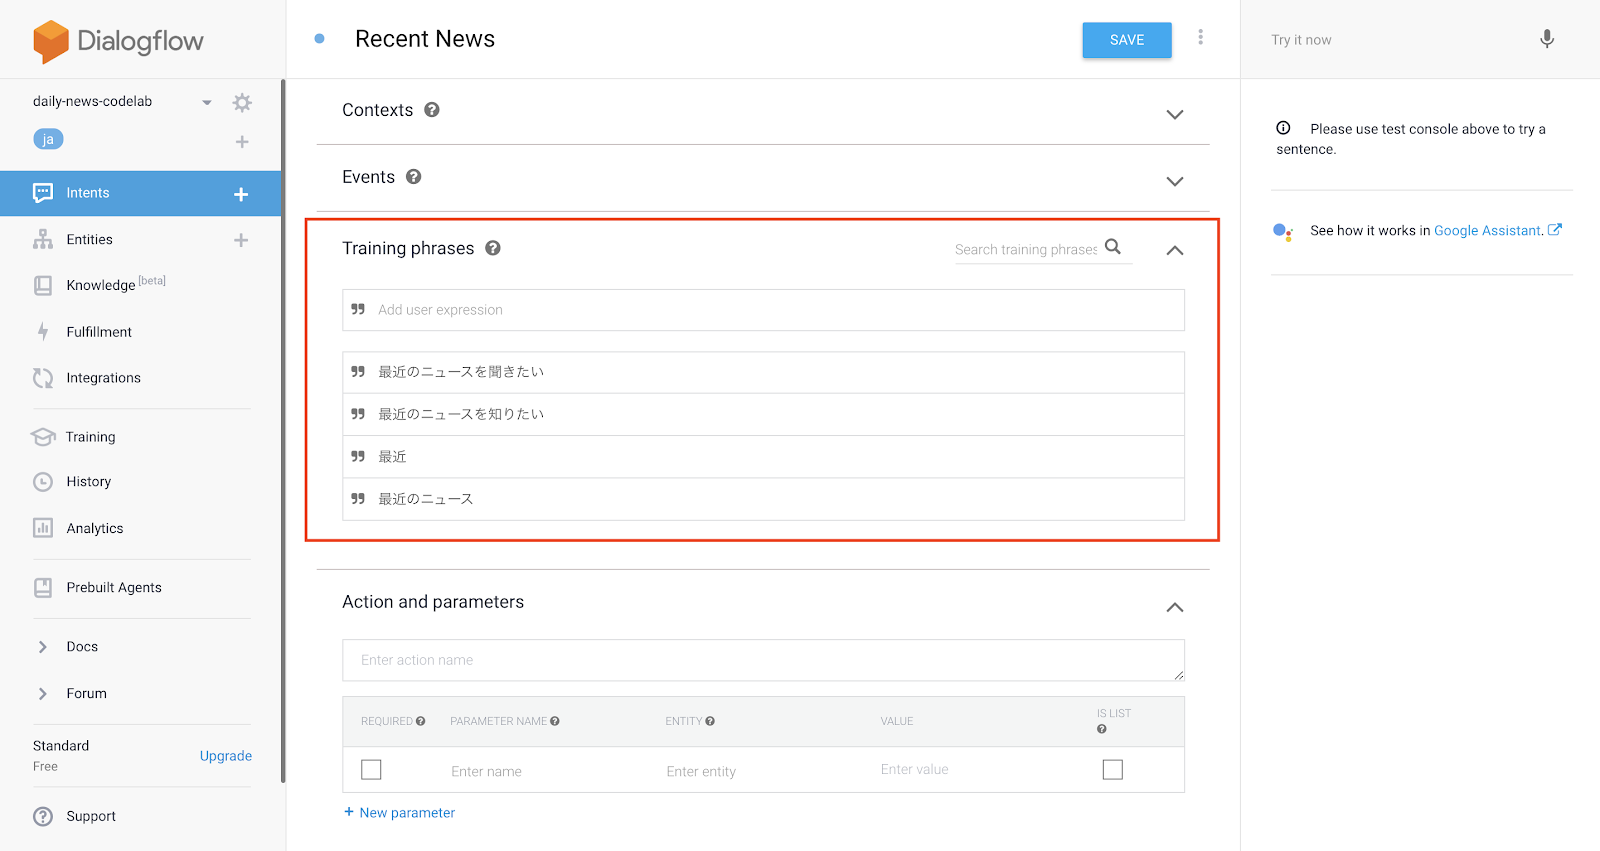 Dialogflow
daily-news-codelab
ja
Intents
Entities
Knowledge [beta]
Fulfillment
Integrations
Training
History
Analytics
Prebuilt Agents
Docs
Forum
Standard
Free
Upgrade
Support
Recent News
SAVE
Contexts
Events
Training phrases
Search training phrases
Add user expression
最近のニュースを聞きたい
最近のニュースを知りたい
最近
最近のニュース
Action and parameters
Enter action name
REQUIRED PARAMETER NAME ENTITY VALUE IS LIST
Enter name Enter entity Enter value
+ New parameter
Try it now
Please use test console above to try a
sentence.
See how it works in Google Assistant.